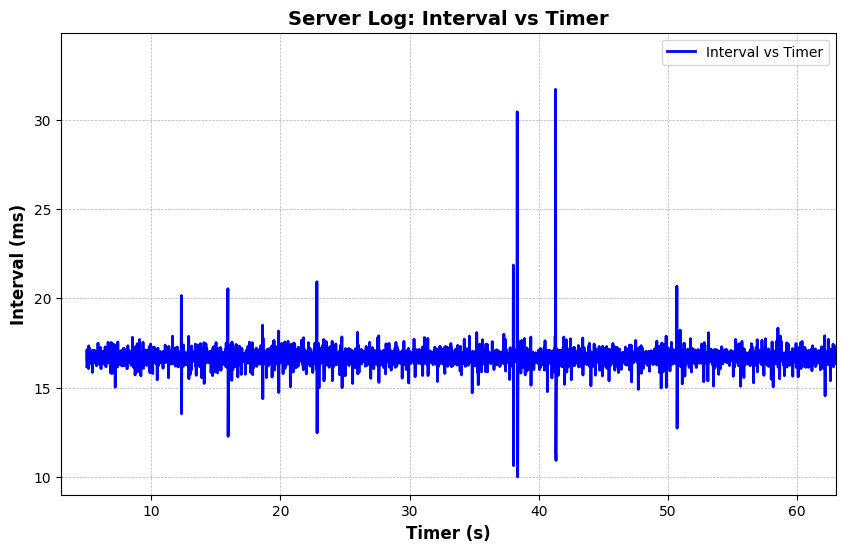 Server Log: Interval vs Timer
Interval vs Timer
Interval (ms)
30
25
20
15
10
10 20 30 40 50 60
Timer (s)